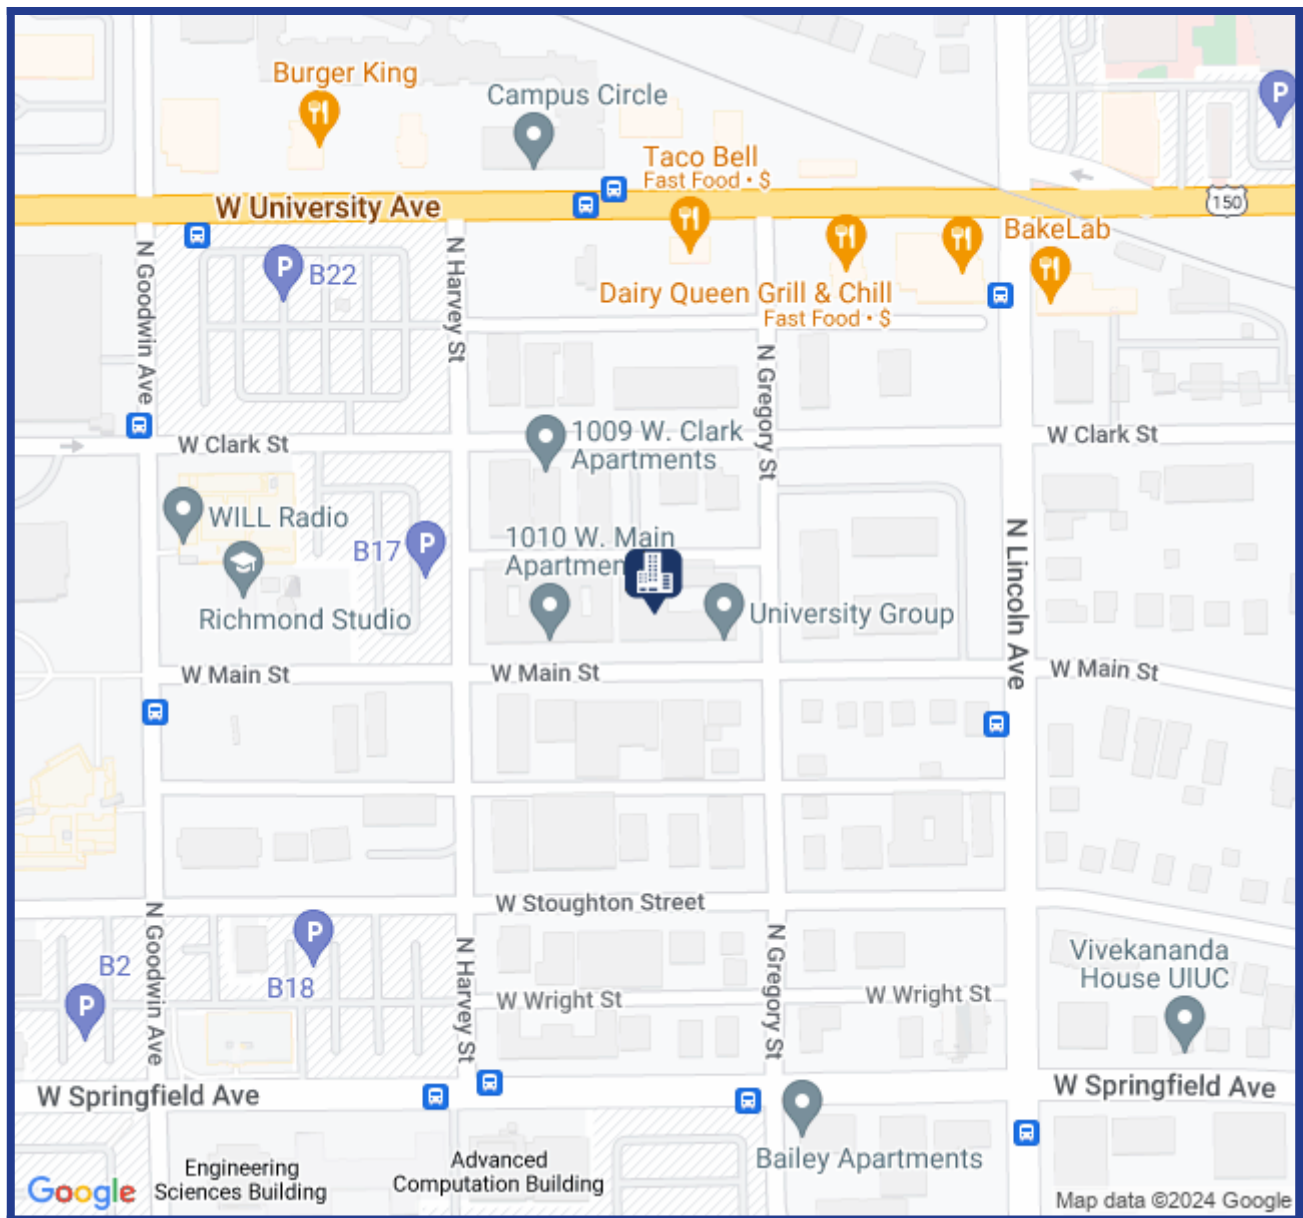 Burger King
Campus Circle
P
Taco Bell
Fast Food • $
W University Ave
150
BakeLab
P
B22
N Goodwin Ave
N Harvey St
Dairy Queen Grill & Chill
Fast Food • $
N Gregory St
W Clark St
1009 W. Clark
Apartments
W Clark St
WILL Radio
B17
P
1010 W. Main
Apartmen
N Lincoln Ave
Richmond Studio
University Group
W Main St
W Main St
W Main St
W Stoughton Street
N Goodwin Ave
P
B18
B2
P
N Harvey St
N Gregory St
Vivekananda
House UIUC
W Wright St
W Wright St
W Springfield Ave
W Springfield Ave
Engineering
Sciences Building
Advanced
Computation Building
Bailey Apartments
Google
Map data ©2024 Google